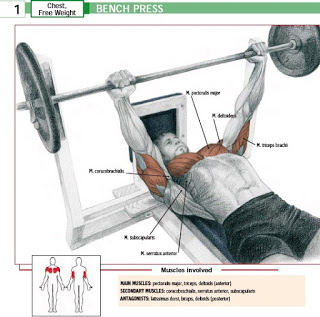 1
Chest,
Free Weight
BENCH PRESS
M. pectoralis major
M. deltoideus
M. triceps brachii
M. coracobrachialis
M. subscapularis
M. serratus anterior
Muscles involved
MAIN MUSCLES: pectoralis major, triceps, deltoids (anterior)
SECONDARY MUSCLES: coracobrachialis, serratus anterior, subscapularis
ANTAGONISTS: latissimus dorsi, biceps, deltoids (posterior)